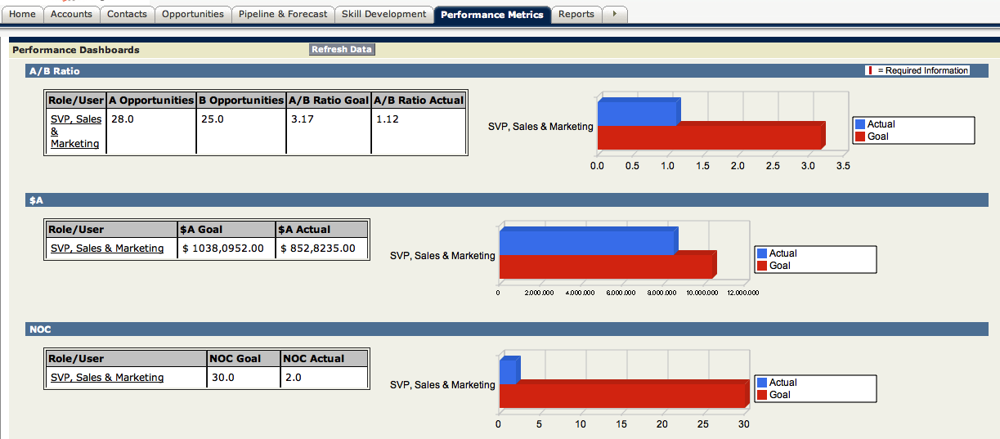 Home Accounts Contacts Opportunities Pipeline & Forecast Skill Development Performance Metrics Reports
Performance Dashboards Refresh Data
A/B Ratio = Required Information
Role/User A Opportunities B Opportunities A/B Ratio Goal A/B Ratio Actual
SVP, Sales & Marketing 28.0 25.0 3.17 1.12
SVP, Sales & Marketing
Actual
Goal
0.0 0.5 1.0 1.5 2.0 2.5 3.0 3.5
$A
Role/User $A Goal $A Actual
SVP, Sales & Marketing $ 1038,0952.00 $ 852,8235.00
SVP, Sales & Marketing
Actual
Goal
0 2.000.000 4.000.000 6.000.000 8.000.000 10.000.000 12.000.000
NOC
Role/User NOC Goal NOC Actual
SVP, Sales & Marketing 30.0 2.0
SVP, Sales & Marketing
Actual
Goal
0 5 10 15 20 25 30